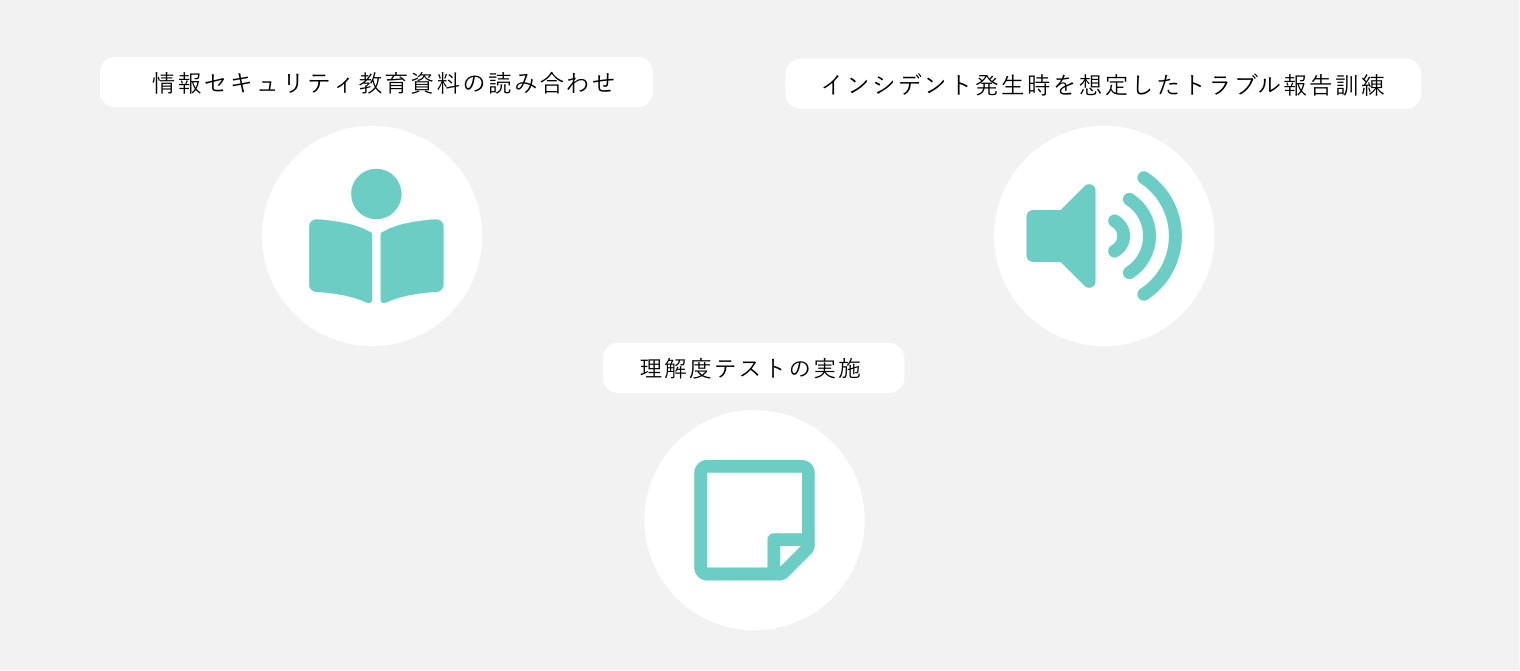 情報セキュリティ教育資料の読み合わせ
インシデント発生時を想定したトラブル報告訓練
理解度テストの実施